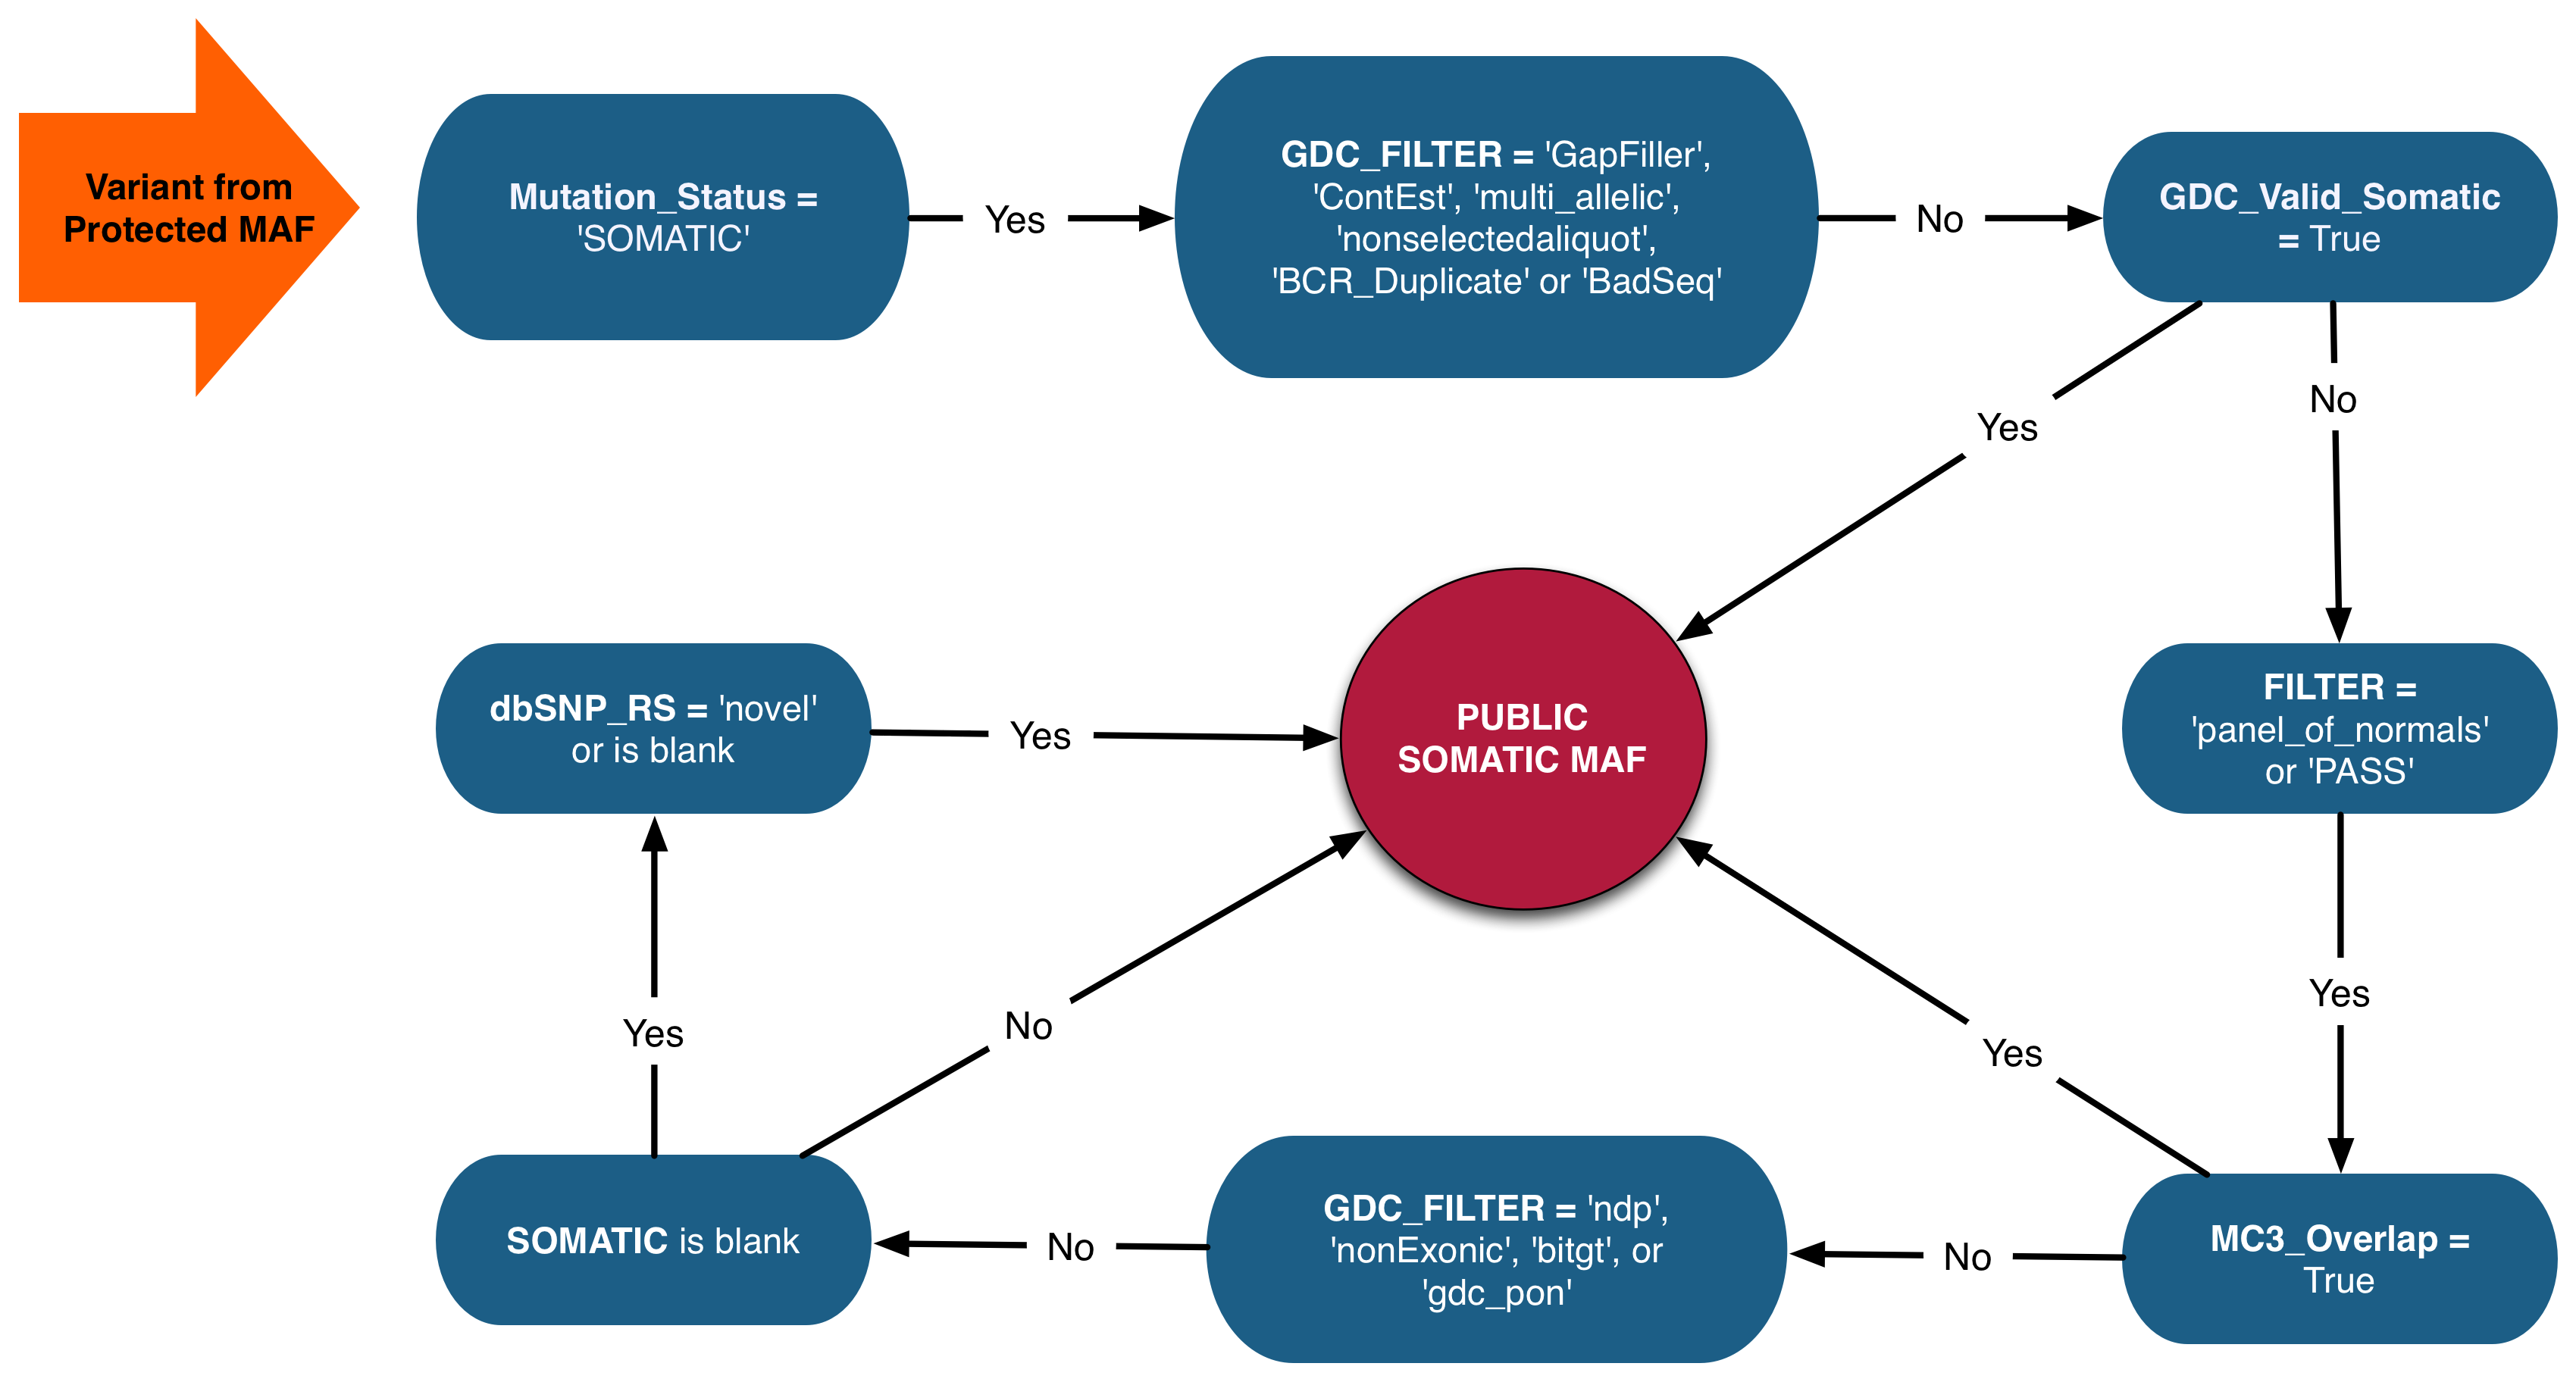 Variant from
Protected MAF
Mutation_Status =
'SOMATIC'
Yes
GDC_FILTER = 'GapFiller',
'ContEst', 'multi_allelic',
'nonselectedaliquot',
'BCR_Duplicate' or 'BadSeq'
No
GDC_Valid_Somatic
= True
Yes
No
FILTER =
'panel_of_normals'
or 'PASS'
Yes
MC3_Overlap =
True
Yes
No
GDC_FILTER = 'ndp',
'nonExonic', 'bitgt', or
'gdc_pon'
No
SOMATIC is blank
No
Yes
dbSNP_RS = 'novel'
or is blank
Yes
PUBLIC
SOMATIC MAF